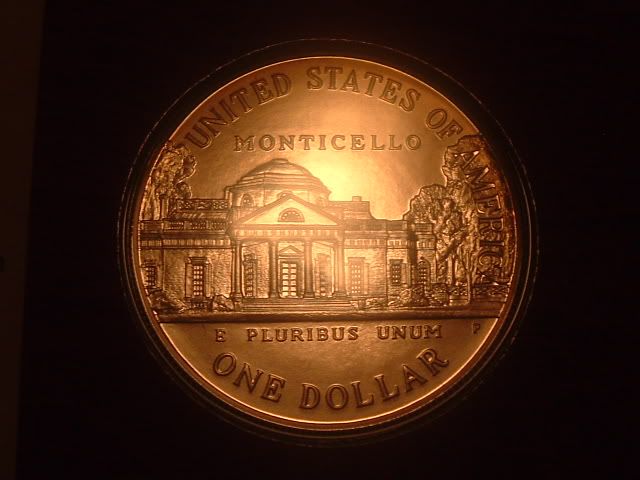 UNITED STATES OF AMERICA
MONTICELLO
E PLURIBUS UNUM
P
ONE DOLLAR